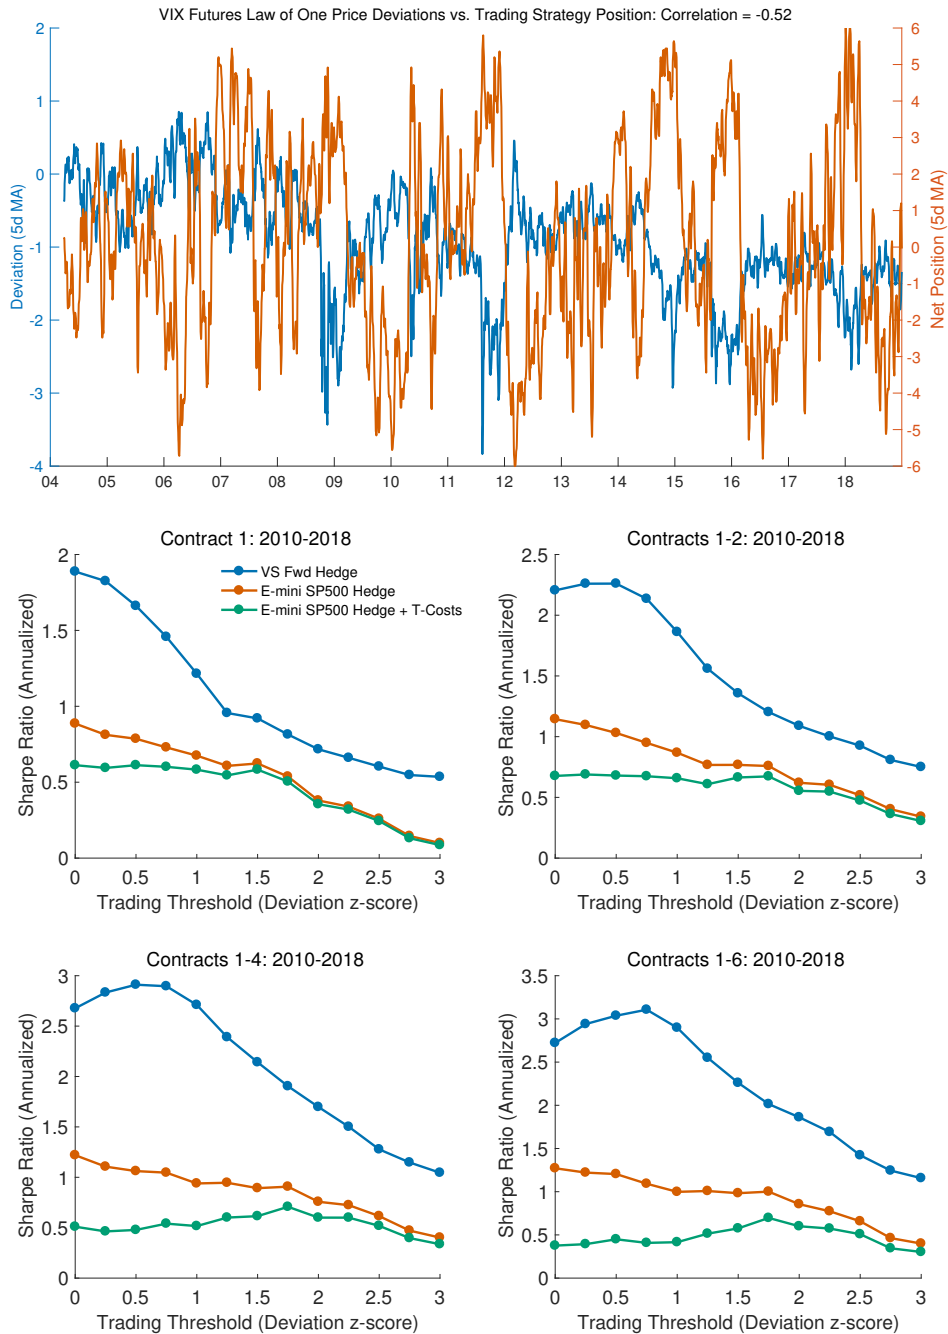 VIX Futures Law of One Price Deviations vs. Trading Strategy Position: Correlation = -0.52
2
1
0
-1
-2
-3
-4
Deviation (5d MA)
6
5
4
3
2
1
0
-1
-2
-3
-4
-5
-6
Net Position (5d MA)
04 05 06 07 08 09 10 11 12 13 14 15 16 17 18
Contract 1: 2010-2018
VS Fwd Hedge
E-mini SP500 Hedge
E-mini SP500 Hedge + T-Costs
2
1.5
1
0.5
0
Sharpe Ratio (Annualized)
0 0.5 1 1.5 2 2.5 3
Trading Threshold (Deviation z-score)
Contracts 1-2: 2010-2018
2.5
2
1.5
1
0.5
0
Sharpe Ratio (Annualized)
0 0.5 1 1.5 2 2.5 3
Trading Threshold (Deviation z-score)
Contracts 1-4: 2010-2018
3
2.5
2
1.5
1
0.5
0
Sharpe Ratio (Annualized)
0 0.5 1 1.5 2 2.5 3
Trading Threshold (Deviation z-score)
Contracts 1-6: 2010-2018
3.5
3
2.5
2
1.5
1
0.5
0
Sharpe Ratio (Annualized)
0 0.5 1 1.5 2 2.5 3
Trading Threshold (Deviation z-score)